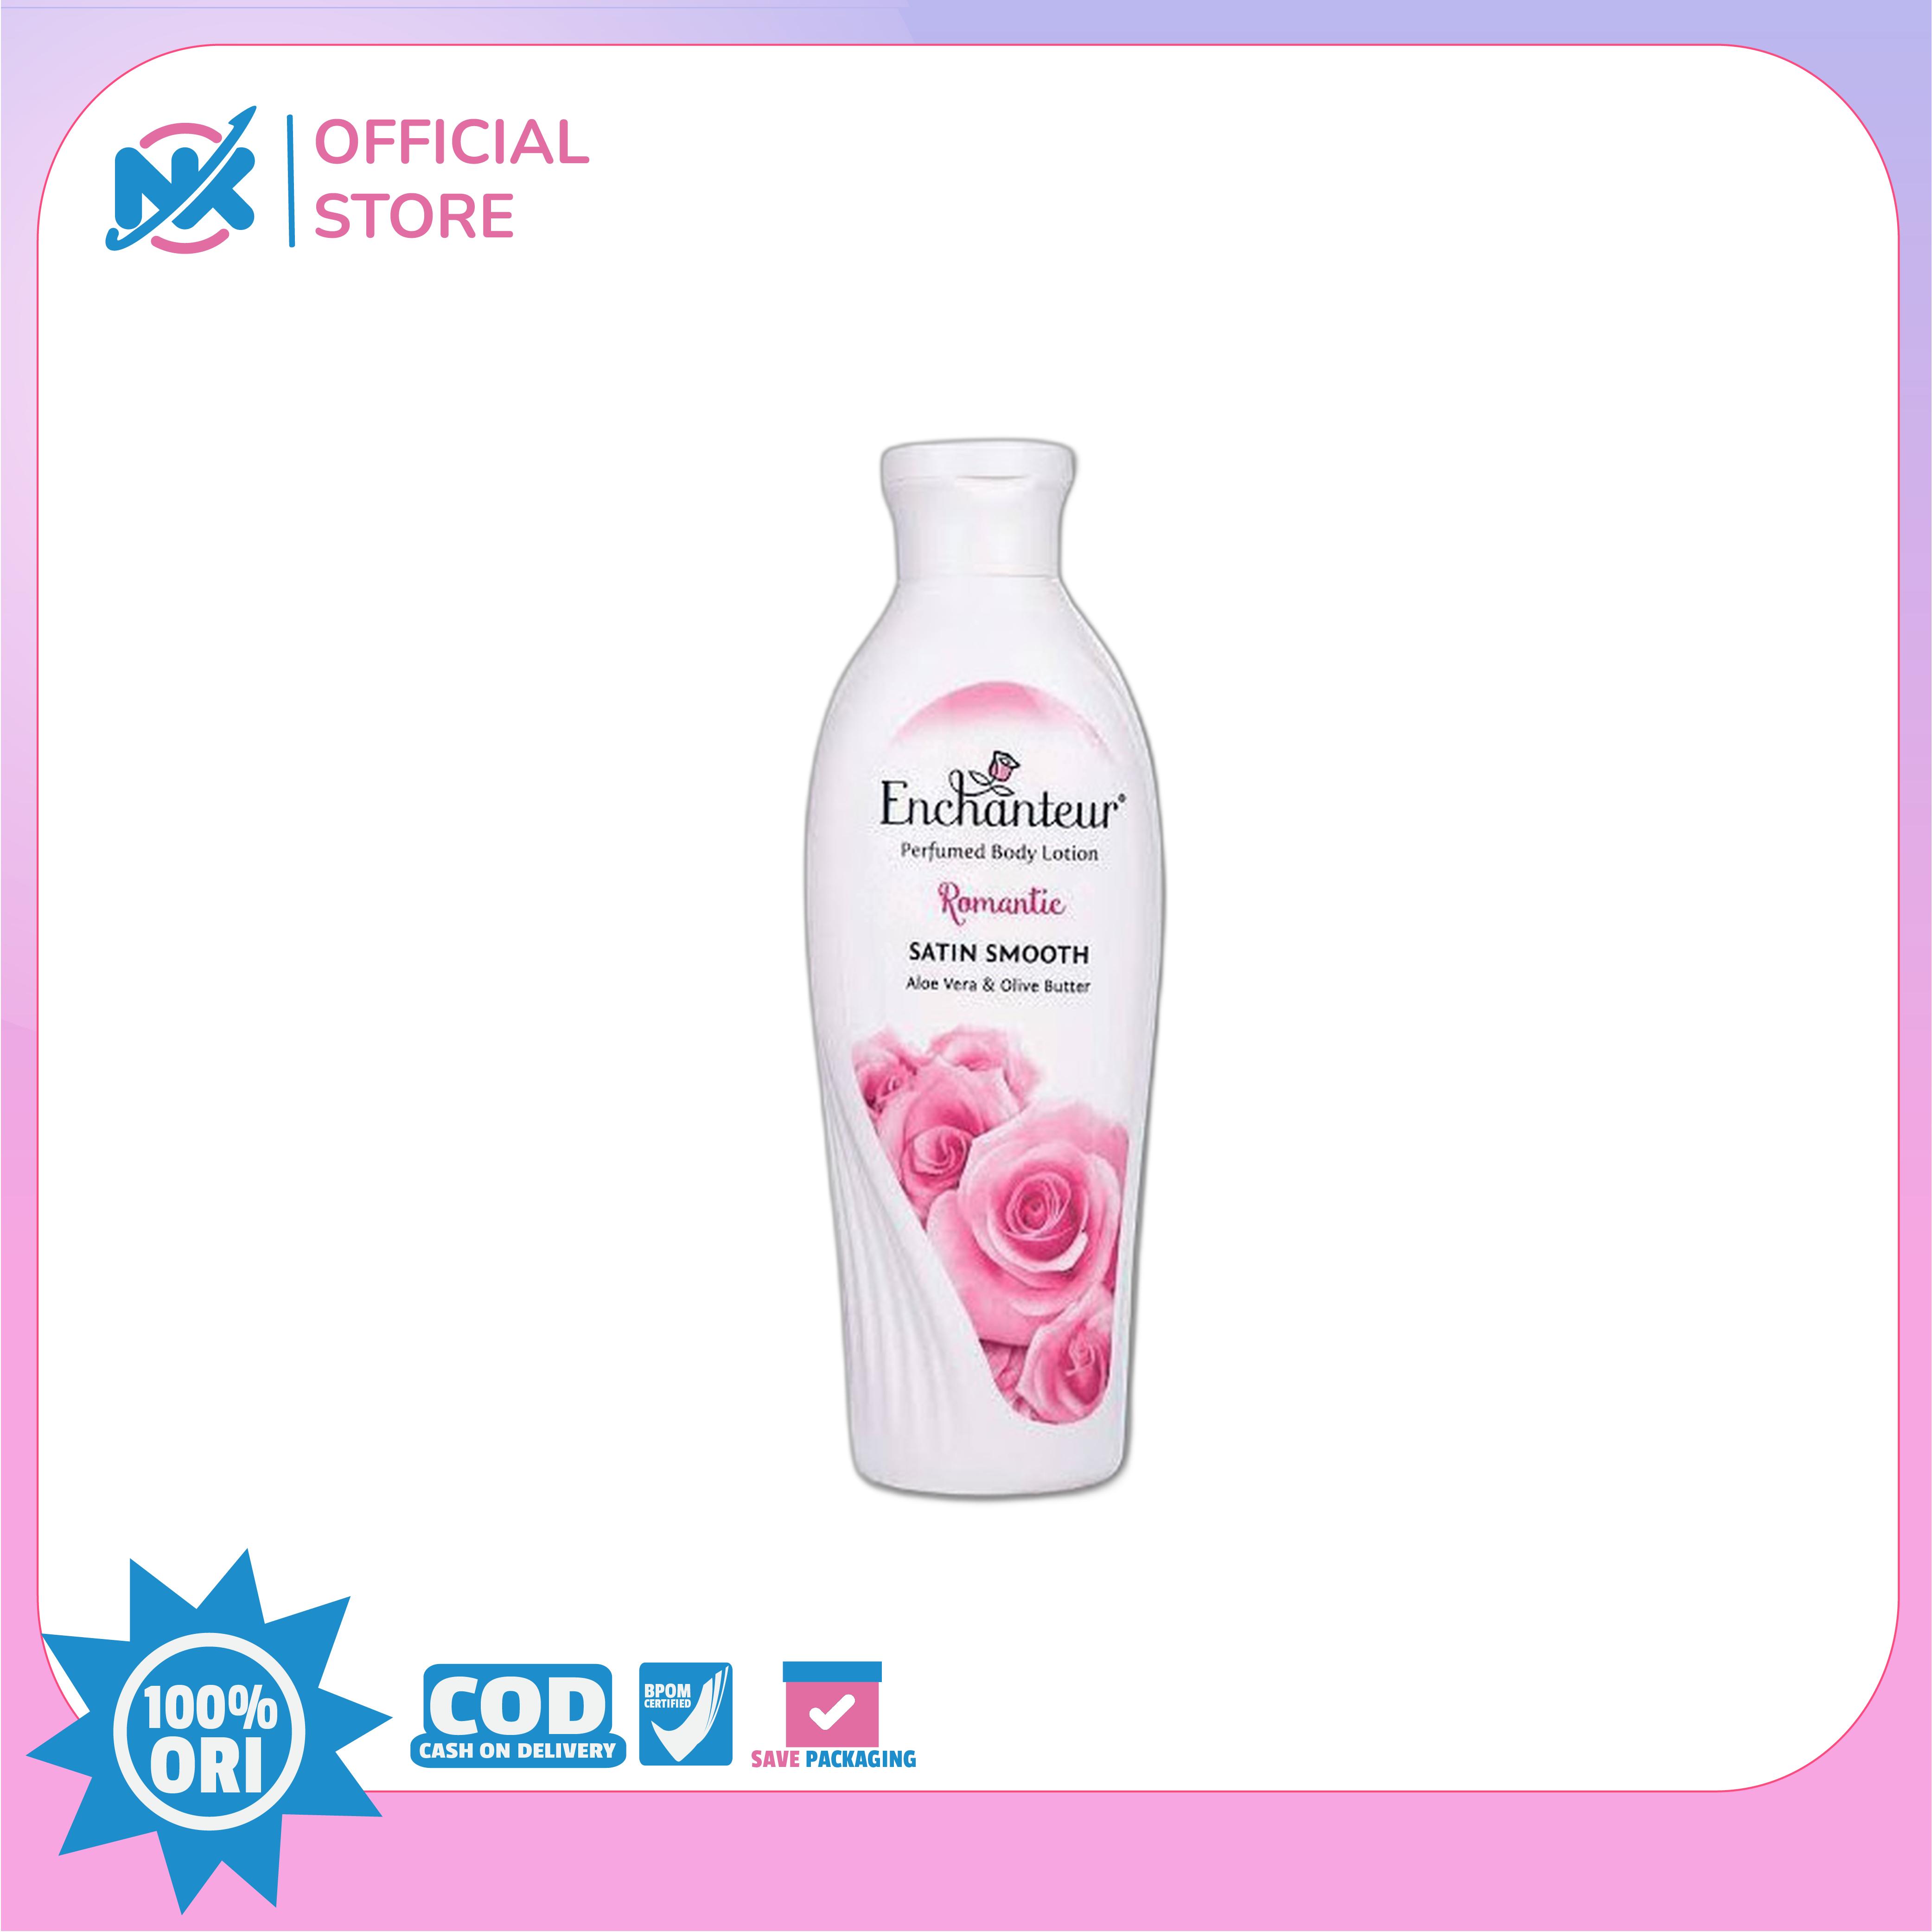 NK
OFFICIAL
STORE
Enchanteur®
Perfumed Body Lotion
Romantic
SATIN SMOOTH
Aloe Vera & Olive Butter
100%
ORI
COD
CASH ON DELIVERY
BPOM
CERTIFIED
SAVE PACKAGING